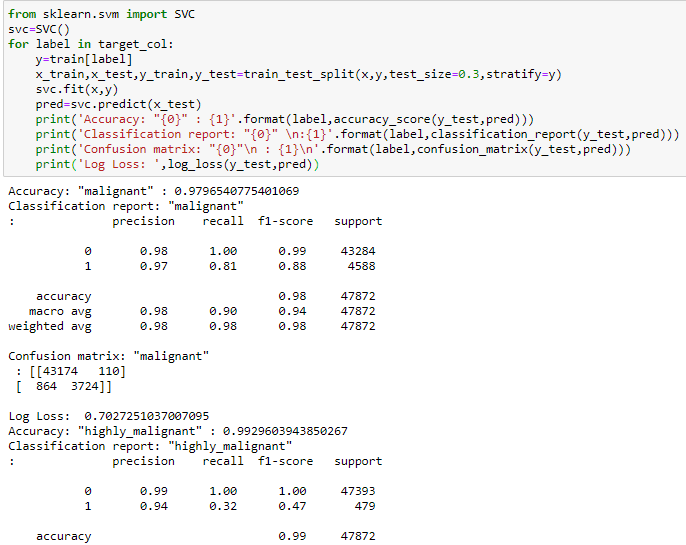 from sklearn.svm import SVC
svc=SVC()
for label in target_col:
    y=train[label]
    x_train,x_test,y_train,y_test=train_test_split(x,y,test_size=0.3,stratify=y)
    svc.fit(x,y)
    pred=svc.predict(x_test)
    print('Accuracy: "{0}" : {1}'.format(label,accuracy_score(y_test,pred)))
    print('Classification report: "{0}" \n:{1}'.format(label,classification_report(y_test,pred)))
    print('Confusion matrix: "{0}"\n : {1}\n'.format(label,confusion_matrix(y_test,pred)))
    print('Log Loss: ',log_loss(y_test,pred))
Accuracy: "malignant" : 0.9796540775401069
Classification report: "malignant"
:             precision    recall  f1-score   support

           0       0.98      1.00      0.99     43284
           1       0.97      0.81      0.88      4588

    accuracy                           0.98     47872
   macro avg       0.98      0.90      0.94     47872
weighted avg       0.98      0.98      0.98     47872

Confusion matrix: "malignant"
 : [[43174   110]
 [  864  3724]]

Log Loss:  0.7027251037007095
Accuracy: "highly_malignant" : 0.9929603943850267
Classification report: "highly_malignant"
:             precision    recall  f1-score   support

           0       0.99      1.00      1.00     47393
           1       0.94      0.32      0.47       479

    accuracy                           0.99     47872